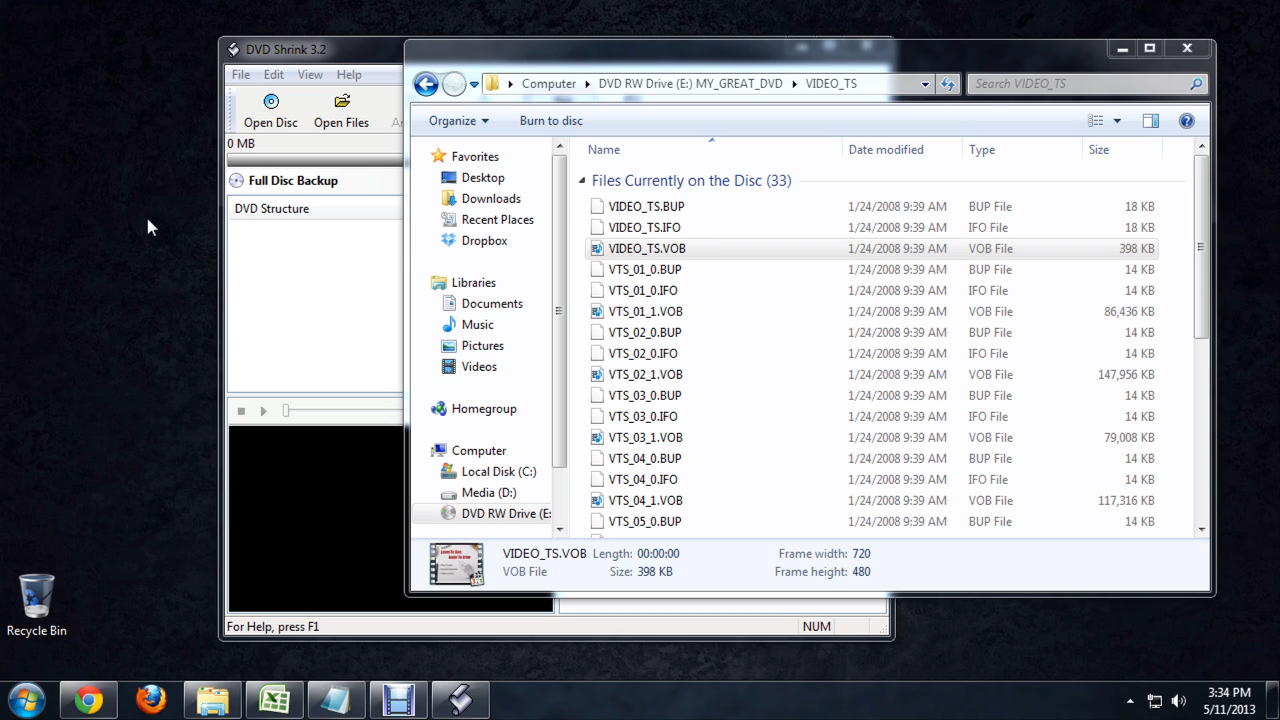 DVD Shrink 3.2
File Edit View Help
Open Disc Open Files
0 MB
Full Disc Backup
DVD Structure
For Help, press F1
NUM
Computer DVD RW Drive (E:) MY_GREAT_DVD VIDEO_TS
Search VIDEO_TS
Organize Burn to disc
Favorites
Desktop
Downloads
Recent Places
Dropbox
Libraries
Documents
Music
Pictures
Videos
Homegroup
Computer
Local Disk (C:)
Media (D:)
DVD RW Drive (E:
Name Date modified Type Size
Files Currently on the Disc (33)
VIDEO_TS.BUP 1/24/2008 9:39 AM BUP File 18 KB
VIDEO_TS.IFO 1/24/2008 9:39 AM IFO File 18 KB
VIDEO_TS.VOB 1/24/2008 9:39 AM VOB File 398 KB
VTS_01_0.BUP 1/24/2008 9:39 AM BUP File 14 KB
VTS_01_0.IFO 1/24/2008 9:39 AM IFO File 14 KB
VTS_01_1.VOB 1/24/2008 9:39 AM VOB File 86,436 KB
VTS_02_0.BUP 1/24/2008 9:39 AM BUP File 14 KB
VTS_02_0.IFO 1/24/2008 9:39 AM IFO File 14 KB
VTS_02_1.VOB 1/24/2008 9:39 AM VOB File 147,956 KB
VTS_03_0.BUP 1/24/2008 9:39 AM BUP File 14 KB
VTS_03_0.IFO 1/24/2008 9:39 AM IFO File 14 KB
VTS_03_1.VOB 1/24/2008 9:39 AM VOB File 79,008 KB
VTS_04_0.BUP 1/24/2008 9:39 AM BUP File 14 KB
VTS_04_0.IFO 1/24/2008 9:39 AM IFO File 14 KB
VTS_04_1.VOB 1/24/2008 9:39 AM VOB File 117,316 KB
VTS_05_0.BUP 1/24/2008 9:39 AM BUP File 14 KB
VIDEO_TS.VOB Length: 00:00:00 Frame width: 720
VOB File Size: 398 KB Frame height: 480
Recycle Bin
3:34 PM
5/11/2013